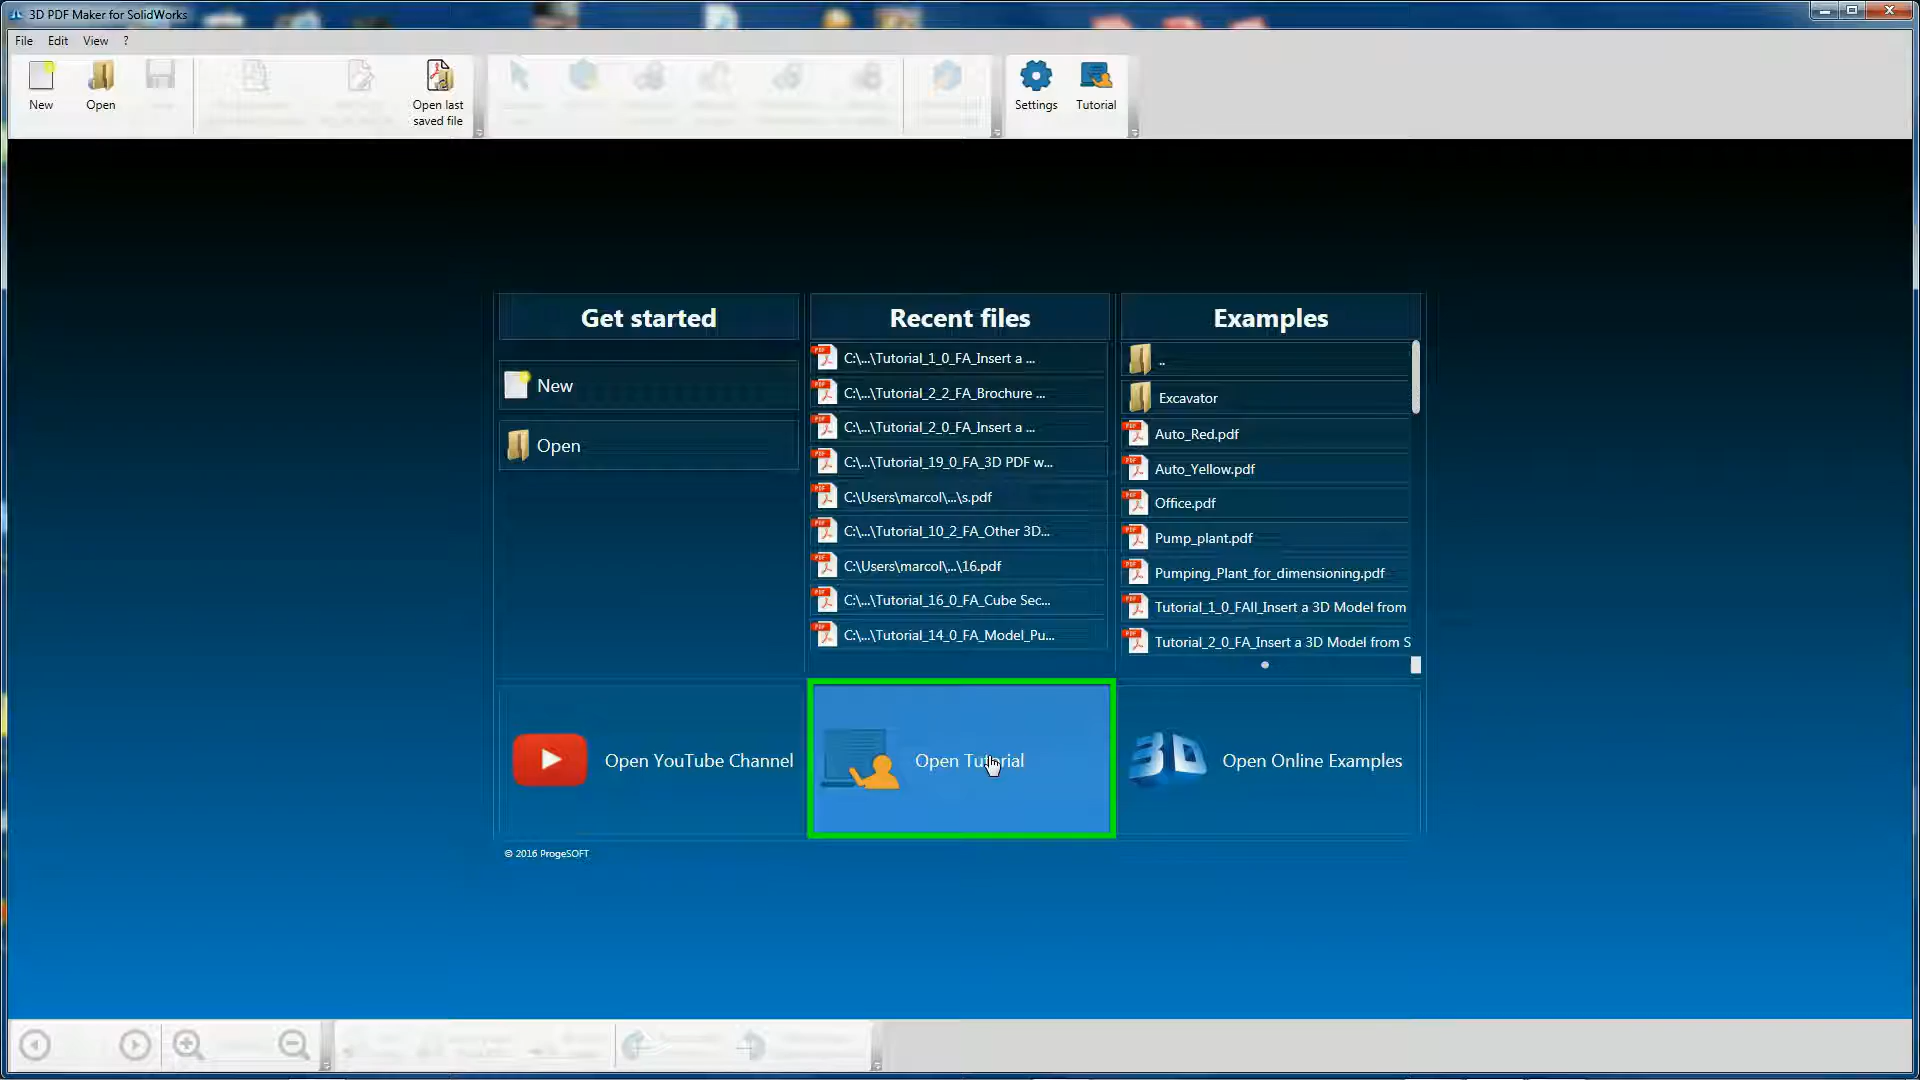 3D PDF Maker for SolidWorks
File Edit View ?
New
Open
Open last
saved file
Settings
Tutorial
Get started
New
Open
Recent files
C:\...\Tutorial_1_0_FA_Insert a ...
C:\...\Tutorial_2_2_FA_Brochure ...
C:\...\Tutorial_2_0_FA_Insert a ...
C:\...\Tutorial_19_0_FA_3D PDF w...
C:\Users\marcol\...\s.pdf
C:\...\Tutorial_10_2_FA_Other 3D...
C:\Users\marcol\...\16.pdf
C:\...\Tutorial_16_0_FA_Cube Sec...
C:\...\Tutorial_14_0_FA_Model_Pu...
Examples
..
Excavator
Auto_Red.pdf
Auto_Yellow.pdf
Office.pdf
Pump_plant.pdf
Pumping_Plant_for_dimensioning.pdf
Tutorial_1_0_FAll_Insert a 3D Model from
Tutorial_2_0_FA_Insert a 3D Model from S
Open YouTube Channel
Open Tutorial
3D Open Online Examples
© 2016 ProgeSOFT